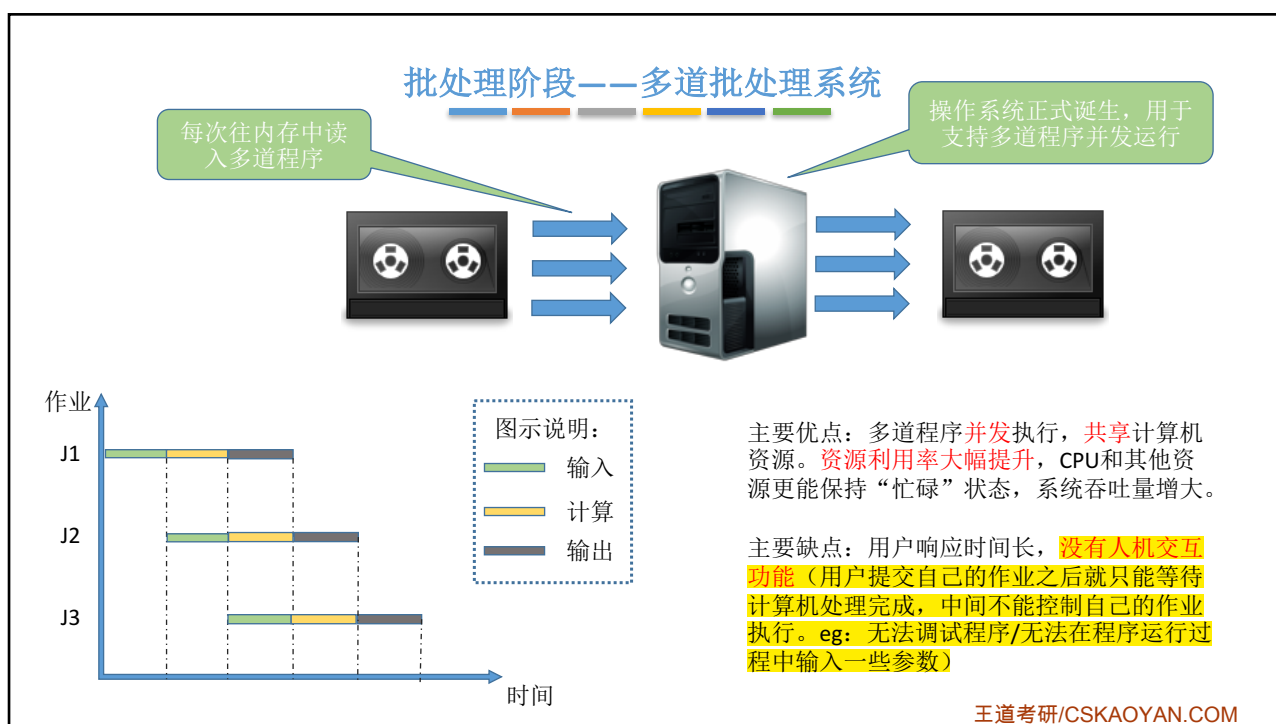 批处理阶段——多道批处理系统
每次往内存中读
入多道程序
操作系统正式诞生，用于
支持多道程序并发运行
作业
J1
J2
J3
时间
图示说明：
输入
计算
输出
主要优点：多道程序并发执行，共享计算机
资源。资源利用率大幅提升，CPU和其他资
源更能保持“忙碌”状态，系统吞吐量增大。
主要缺点：用户响应时间长，没有人机交互
功能（用户提交自己的作业之后就只能等待
计算机处理完成，中间不能控制自己的作业
执行。eg：无法调试程序/无法在程序运行过
程中输入一些参数）
王道考研/CSKAOYAN.COM